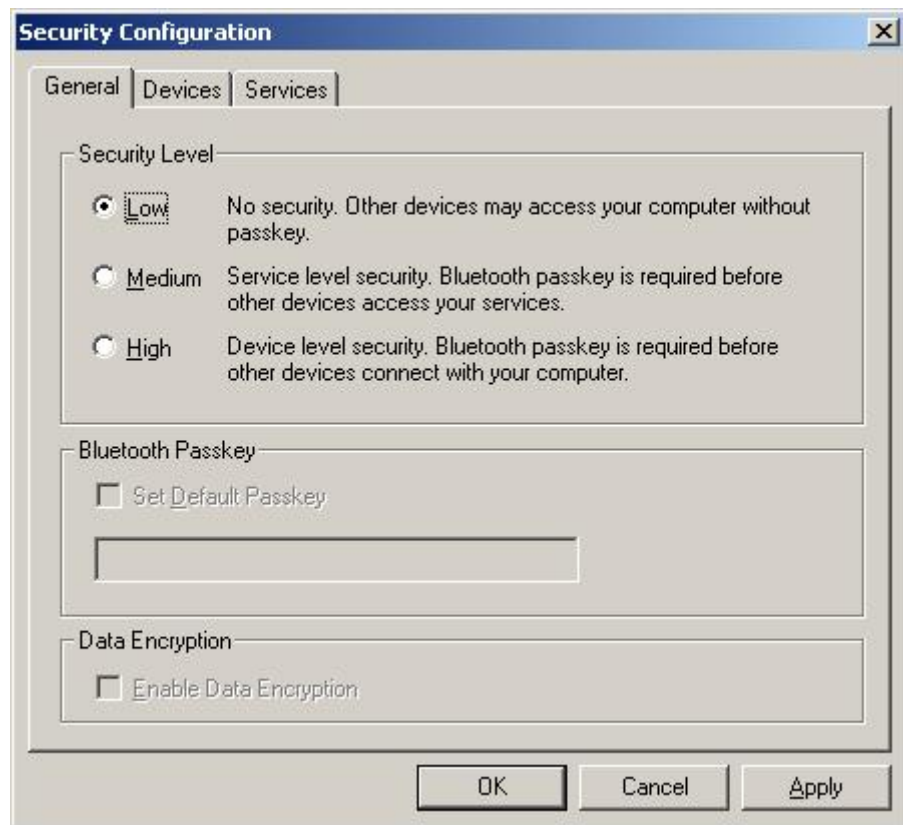 Security Configuration
General Devices Services
Security Level
Low No security. Other devices may access your computer without
passkey.
Medium Service level security. Bluetooth passkey is required before
other devices access your services.
High Device level security. Bluetooth passkey is required before
other devices connect with your computer.
Bluetooth Passkey
Set Default Passkey
Data Encryption
Enable Data Encryption
OK Cancel Apply